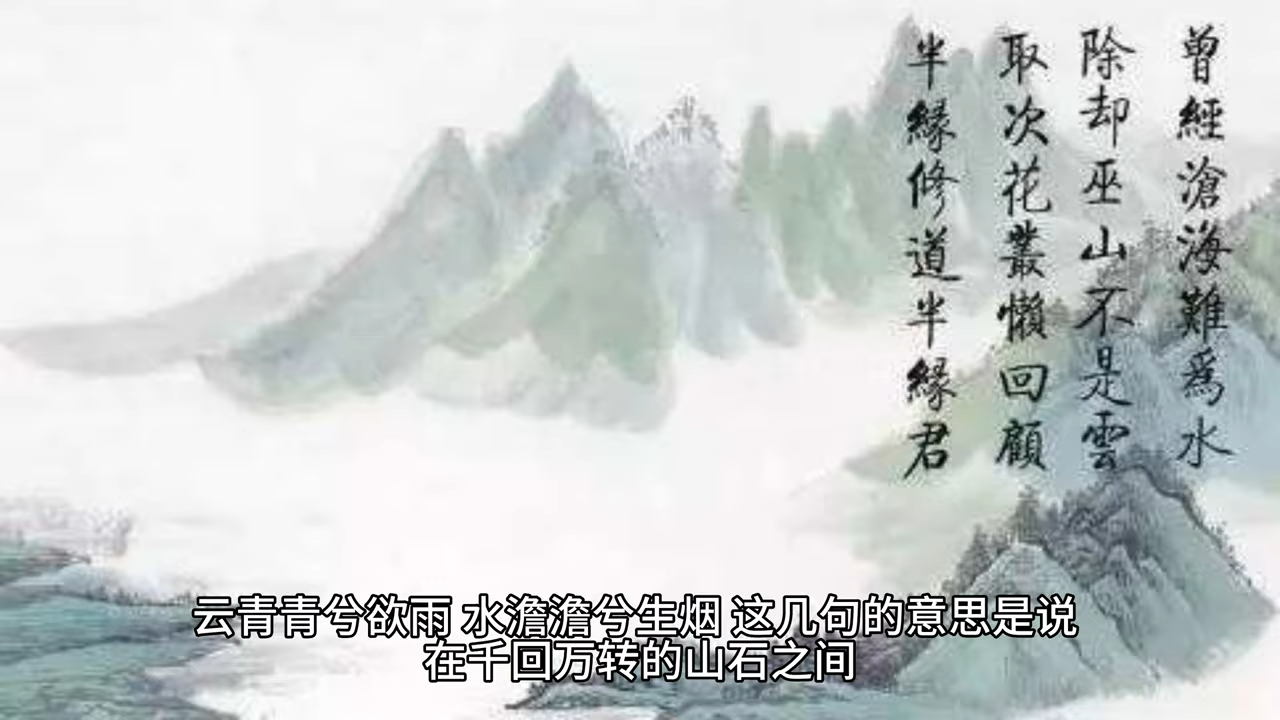 曾經滄海難爲水
除却巫山不是雲
取次花叢懶回顧
半緣修道半緣君
云青青兮欲雨 水澹澹兮生烟 这几句的意思是说
在千回万转的山石之间